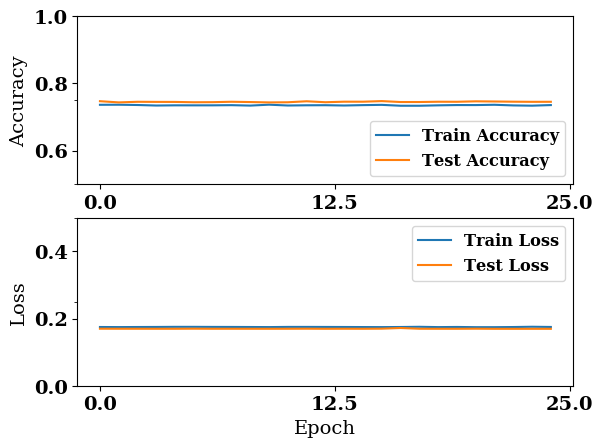 Accuracy
1.0
0.8
0.6
Train Accuracy
Test Accuracy
0.0 12.5 25.0
Loss
0.4
0.2
0.0
Train Loss
Test Loss
0.0 12.5 25.0
Epoch